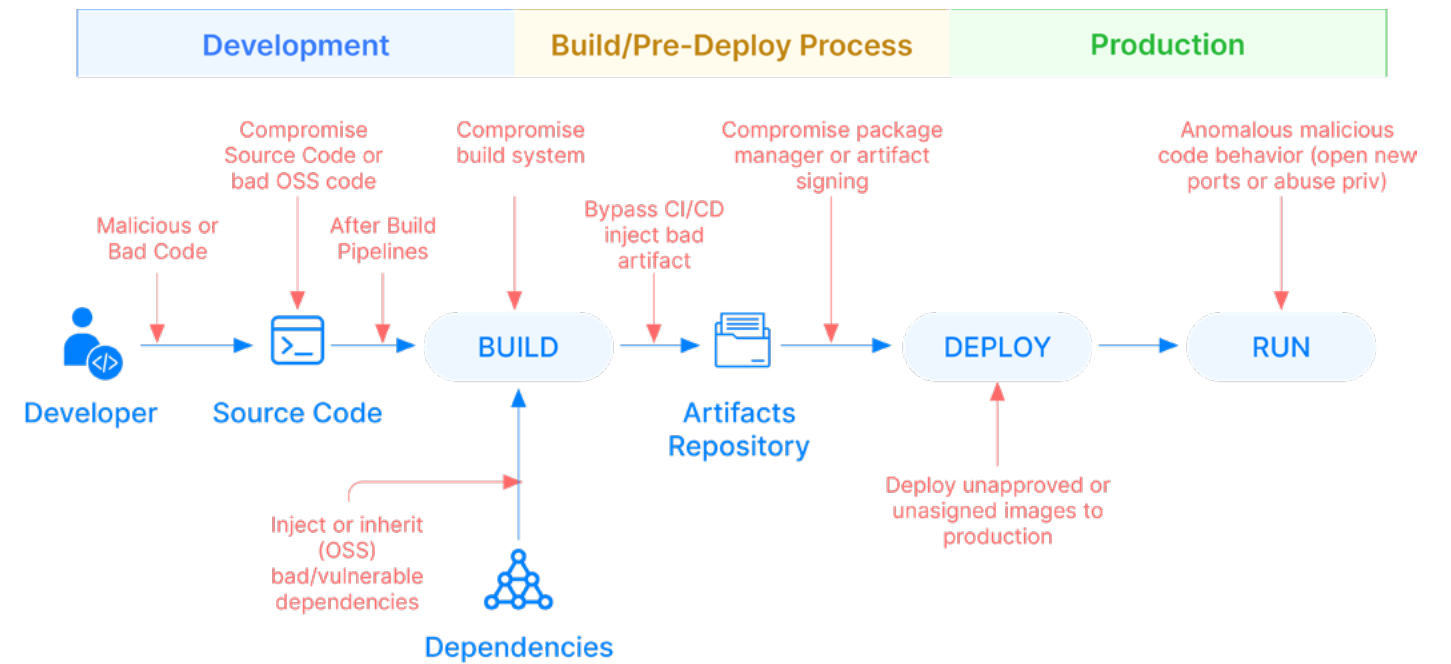 Development
Build/Pre-Deploy Process
Production
Compromise
Source Code or
bad OSS code
Compromise
build system
Compromise package
manager or artifact
signing
Anomalous malicious
code behavior (open new
ports or abuse priv)
Malicious or
Bad Code
After Build
Pipelines
Bypass CI/CD
inject bad
artifact
BUILD
DEPLOY
RUN
Developer
Source Code
Artifacts
Repository
Deploy unapproved or
unasigned images to
production
Inject or inherit
(OSS)
bad/vulnerable
dependencies
Dependencies